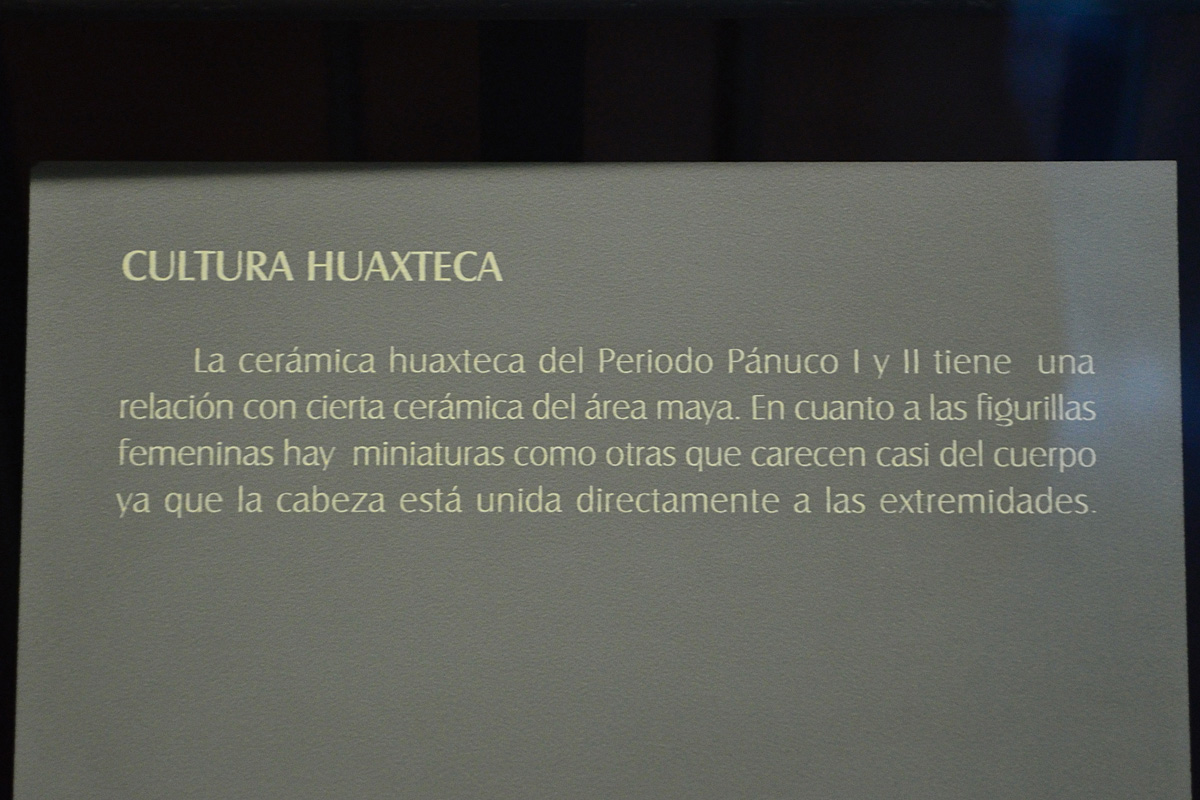 CULTURA HUAXTECA
La cerámica huaxteca del Periodo Pánuco I y II tiene una
relación con cierta cerámica del área maya. En cuanto a las figurillas
femeninas hay miniaturas como otras que carecen casi del cuerpo
ya que la cabeza está unida directamente a las extremidades.